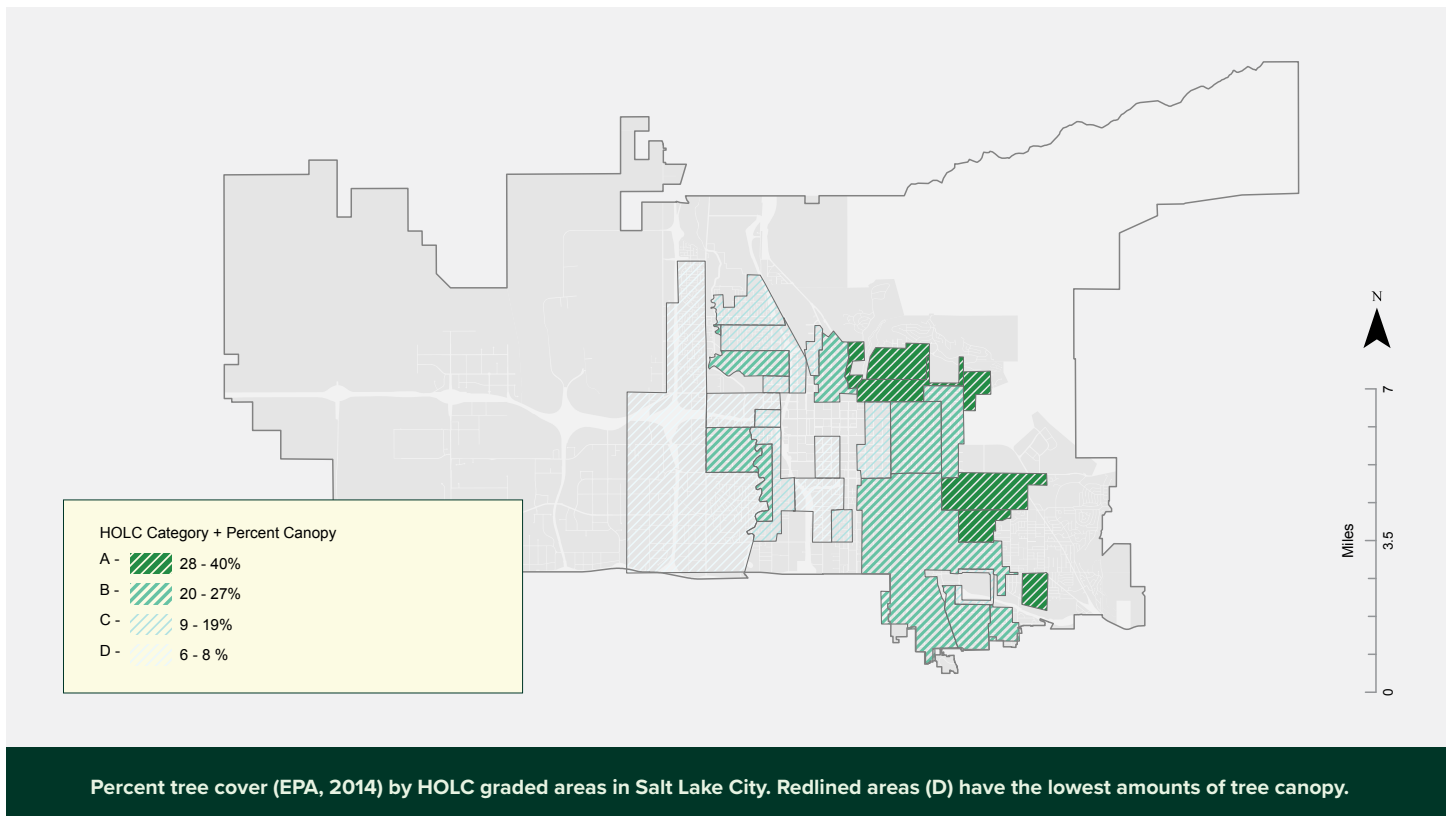 N
7
3.5
0
Miles
HOLC Category + Percent Canopy
A - 28 - 40%
B - 20 - 27%
C - 9 - 19%
D - 6 - 8 %
Percent tree cover (EPA, 2014) by HOLC graded areas in Salt Lake City. Redlined areas (D) have the lowest amounts of tree canopy.